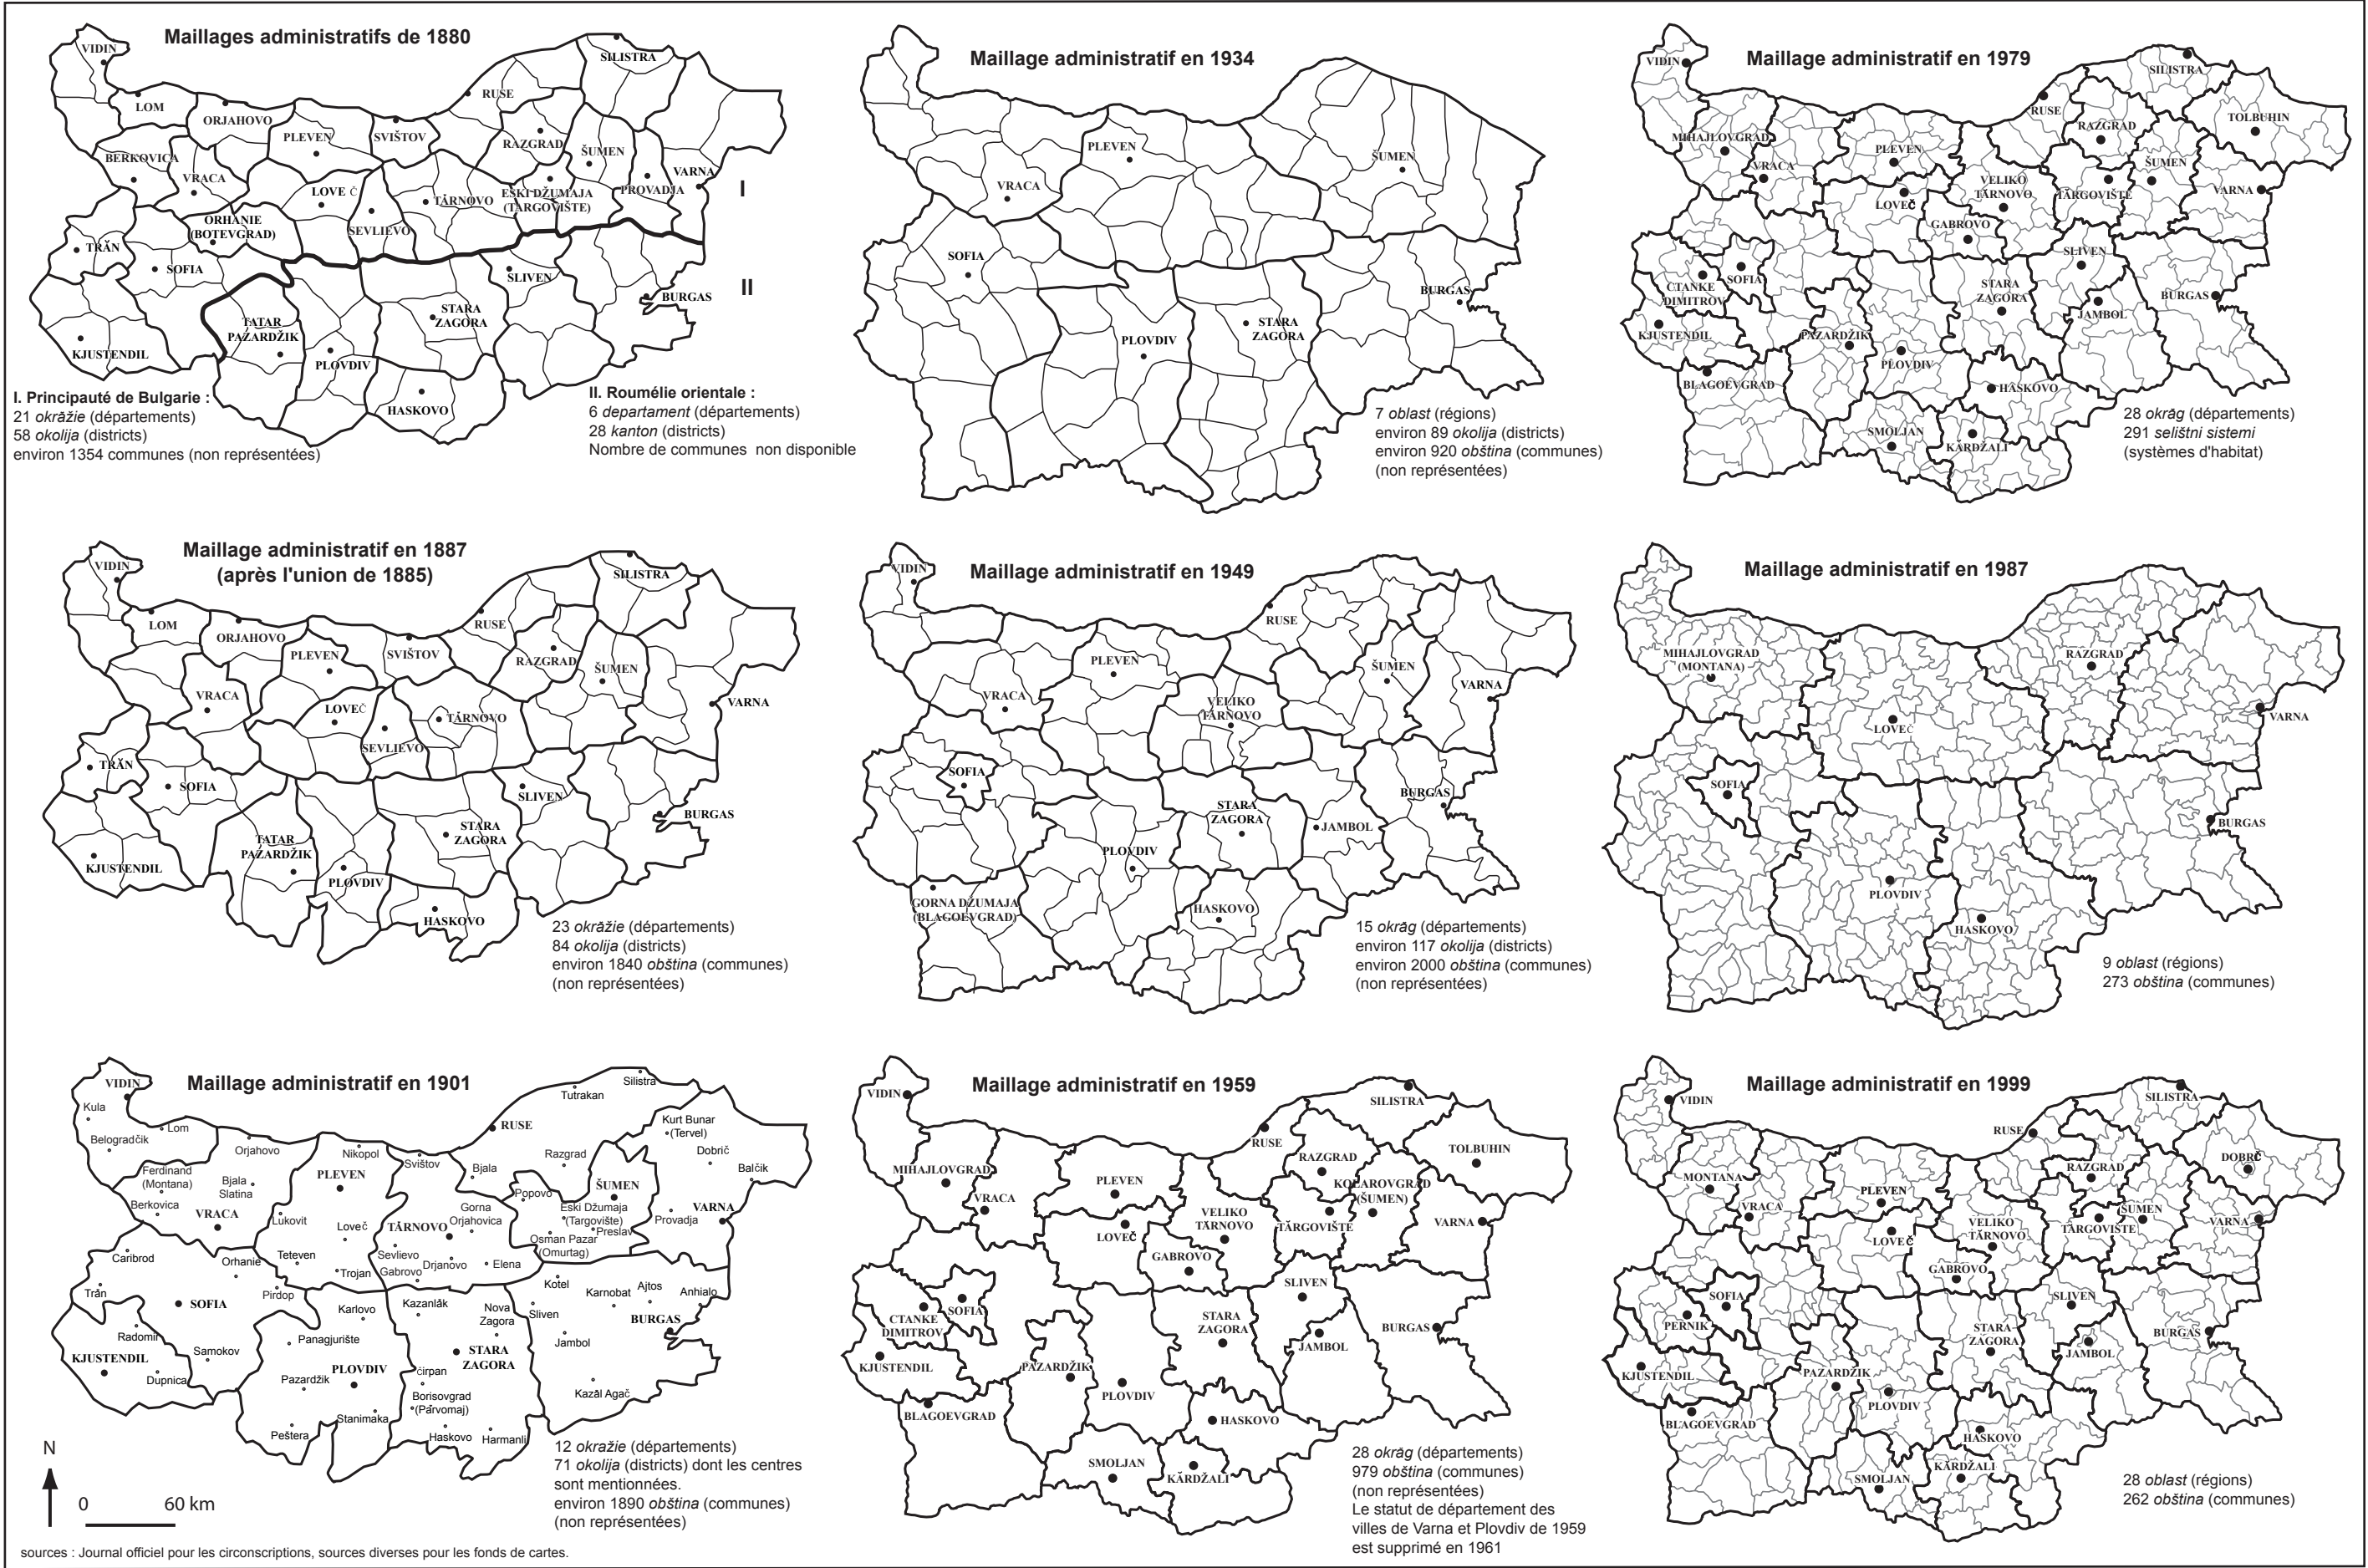 Maillages administratifs de 1880
VIDIN
LOM
ORJAHOVO
PLEVEN
SVIŠTOV
RUSE
SILISTRA
RAZGRAD
ŠUMEN
BERKOVICA
VRACA
LOVE Č
TĂRNOVO
ESKI DŽUMAJA
(TARGOVIŠTE)
PROVADJA
VARNA
I
ORHANIE
(BOTEVGRAD)
SEVLIEVO
TRĂN
SOFIA
SLIVEN
II
BURGAS
TATAR
PAZARDŽIK
STARA
ZAGORA
KJUSTENDIL
PLOVDIV
HASKOVO
I. Principauté de Bulgarie :
21 okrăžie (départements)
58 okolija (districts)
environ 1354 communes (non représentées)
II. Roumélie orientale :
6 departament (départements)
28 kanton (districts)
Nombre de communes non disponible
Maillage administratif en 1934
PLEVEN
ŠUMEN
VRACA
SOFIA
BURGAS
PLOVDIV
STARA
ZAGORA
7 oblast (régions)
environ 89 okolija (districts)
environ 920 obština (communes)
(non représentées)
Maillage administratif en 1979
VIDIN
SILISTRA
RUSE
TOLBUHIN
RAZGRAD
MIHAJLOVGRAD
VRACA
PLEVEN
ŠUMEN
VELIKO
TĂRNOVO
TĂRGOVIŠTE
VARNA
LOVEČ
GABROVO
SLIVEN
SOFIA
CTANKE
DIMITROV
STARA
ZAGORA
BURGAS
JAMBOL
KJUSTENDIL
PAZARDŽIK
PLOVDIV
BLAGOEVGRAD
HASKOVO
SMOLJAN
KĂRDŽALI
28 okrăg (départements)
291 selištni sistemi
(systèmes d'habitat)
Maillage administratif en 1887
(après l'union de 1885)
VIDIN
SILISTRA
LOM
ORJAHOVO
PLEVEN
SVIŠTOV
RUSE
RAZGRAD
ŠUMEN
VRACA
LOVEČ
TĂRNOVO
VARNA
SEVLIEVO
TRĂN
SOFIA
SLIVEN
BURGAS
TATAR
PAZARDŽIK
STARA
ZAGORA
KJUSTENDIL
PLOVDIV
HASKOVO
23 okrăžie (départements)
84 okolija (districts)
environ 1840 obština (communes)
(non représentées)
Maillage administratif en 1949
VIDIN
RUSE
PLEVEN
ŠUMEN
VRACA
VELIKO
TĂRNOVO
VARNA
SOFIA
BURGAS
STARA
ZAGORA
JAMBOL
PLOVDIV
GORNA DŽUMAJA
(BLAGOEVGRAD)
HASKOVO
15 okrăg (départements)
environ 117 okolija (districts)
environ 2000 obština (communes)
(non représentées)
Maillage administratif en 1987
MIHAJLOVGRAD
(MONTANA)
RAZGRAD
LOVEČ
VARNA
SOFIA
BURGAS
PLOVDIV
HASKOVO
9 oblast (régions)
273 obština (communes)
Maillage administratif en 1901
VIDIN
Kula
Lom
Belogradčik
Silistra
Tutrakan
RUSE
Kurt Bunar
(Tervel)
Orjahovo
Nikopol
Svištov
Bjala
Razgrad
Dobrič
Balčik
Ferdinand
(Montana)
Bjala
Slatina
PLEVEN
Popovo
ŠUMEN
Berkovica
VRACA
Lukovit
Loveč
TĂRNOVO
Gorna
Orjahovica
Eski Džumaja
(Targovište)
Preslav
Provadja
VARNA
Osman Pazar
(Omurtag)
Caribrod
Orhanie
Teteven
Trojan
Sevlievo
Gabrovo
Drjanovo
Elena
Kotel
Trăn
Pirdop
SOFIA
Karlovo
Kazanlăk
Nova
Zagora
Sliven
Karnobat
Ajtos
Anhialo
BURGAS
Radomir
Panagjurište
Jambol
KJUSTENDIL
Samokov
STARA
ZAGORA
Dupnica
PLOVDIV
Pazardžik
čirpan
Borisovgrad
(Părvomaj)
Kazăl Agač
Stanimaka
Peštera
Haskovo
Harmanli
N
0 60 km
12 okražie (départements)
71 okolija (districts) dont les centres
sont mentionnées.
environ 1890 obština (communes)
(non représentées)
Maillage administratif en 1959
VIDIN
SILISTRA
RUSE
TOLBUHIN
RAZGRAD
MIHAJLOVGRAD
VRACA
PLEVEN
KOLAROVGRAD
(ŠUMEN)
VELIKO
TĂRNOVO
TĂRGOVIŠTE
VARNA
LOVEČ
GABROVO
SLIVEN
SOFIA
CTANKE
DIMITROV
STARA
ZAGORA
BURGAS
JAMBOL
KJUSTENDIL
PAZARDŽIK
PLOVDIV
BLAGOEVGRAD
HASKOVO
SMOLJAN
KĂRDŽALI
28 okrăg (départements)
979 obština (communes)
(non représentées)
Le statut de département des
villes de Varna et Plovdiv de 1959
est supprimé en 1961
Maillage administratif en 1999
VIDIN
SILISTRA
RUSE
DOBRČ
RAZGRAD
MONTANA
VRACA
PLEVEN
ŠUMEN
VELIKO
TĂRNOVO
TĂRGOVIŠTE
VARNA
LOVEČ
GABROVO
SLIVEN
SOFIA
PERNIK
STARA
ZAGORA
BURGAS
JAMBOL
KJUSTENDIL
PAZARDŽIK
PLOVDIV
BLAGOEVGRAD
HASKOVO
SMOLJAN
KĂRDŽALI
28 oblast (régions)
262 obština (communes)
sources : Journal officiel pour les circonscriptions, sources diverses pour les fonds de cartes.